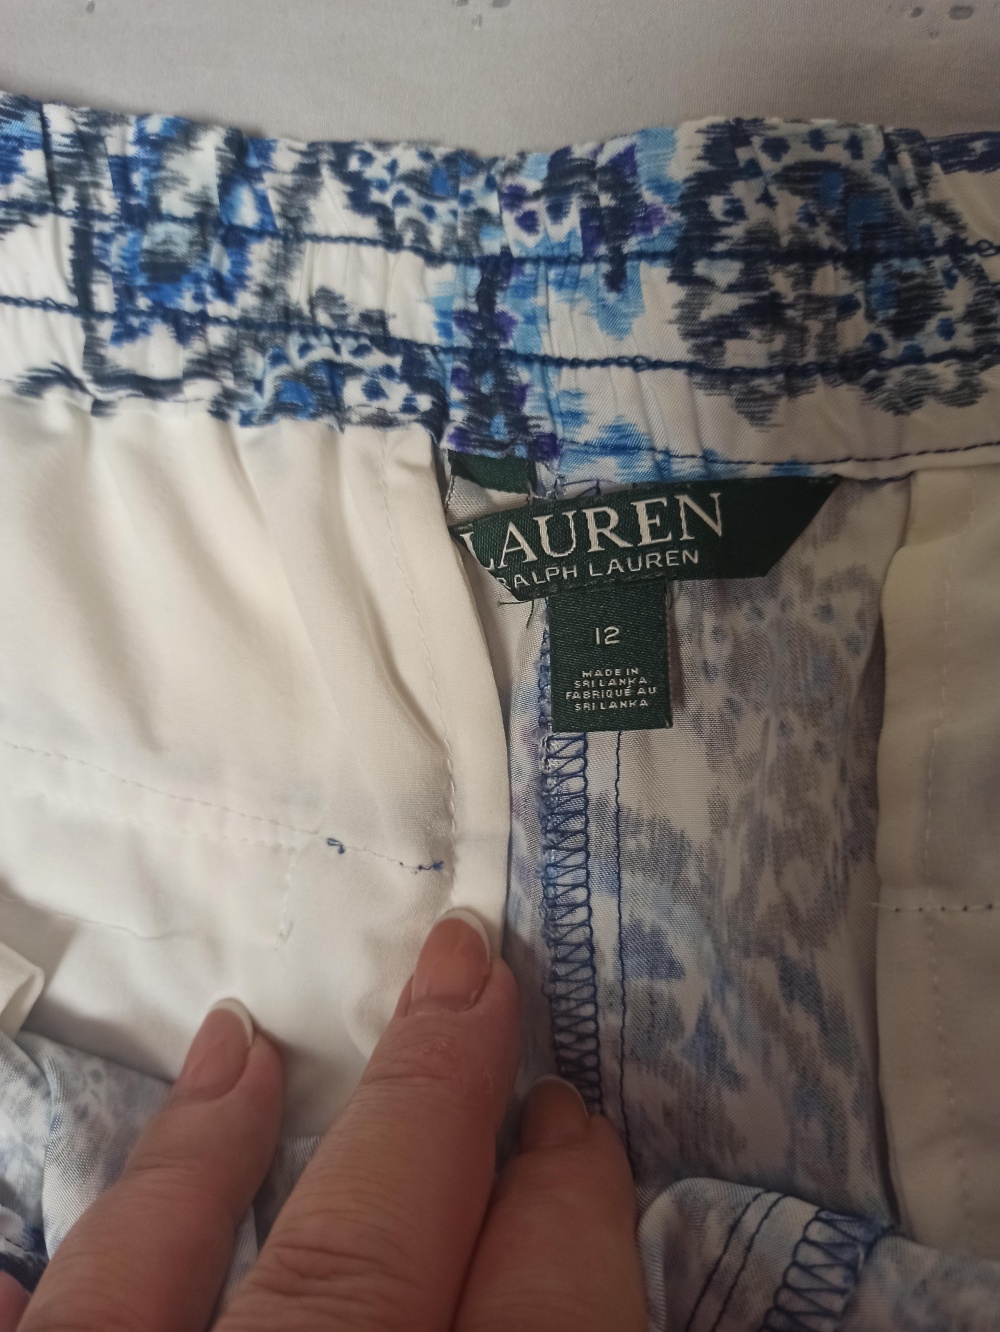 LAUREN
RALPH LAUREN
12
MADE IN
SRI LANKA
FABRIQUÉ AU
SRI LANKA